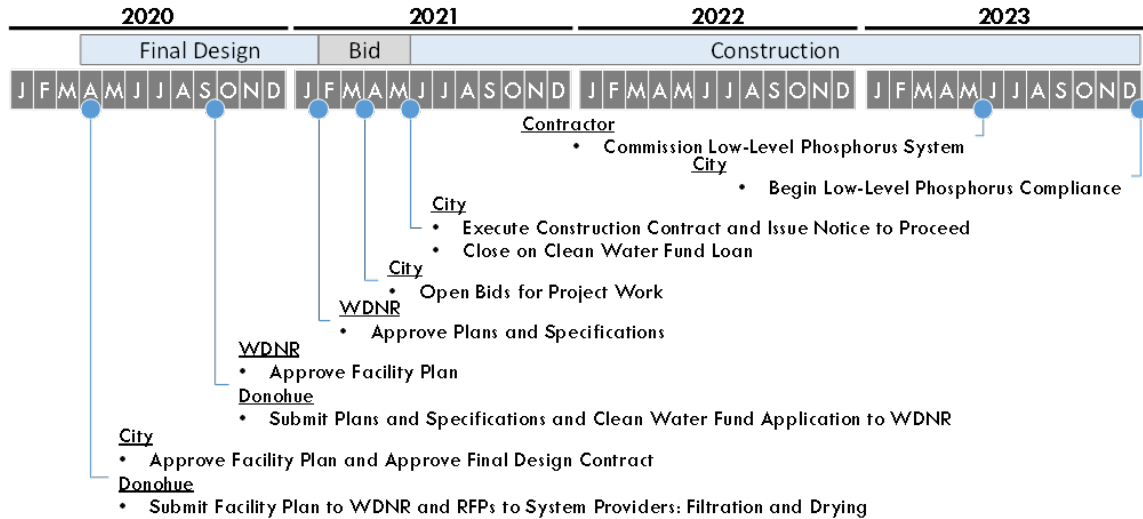 2020 2021 2022 2023
Final Design Bid Construction
J F M A M J J A S O N D J F M A M J J A S O N D J F M A M J J A S O N D J F M A M J J A S O N D
Contractor
• Commission Low-Level Phosphorus System
City
• Begin Low-Level Phosphorus Compliance
City
• Execute Construction Contract and Issue Notice to Proceed
• Close on Clean Water Fund Loan
City
• Open Bids for Project Work
WDNR
• Approve Plans and Specifications
WDNR
• Approve Facility Plan
Donohue
• Submit Plans and Specifications and Clean Water Fund Application to WDNR
City
• Approve Facility Plan and Approve Final Design Contract
Donohue
• Submit Facility Plan to WDNR and RFPs to System Providers: Filtration and Drying